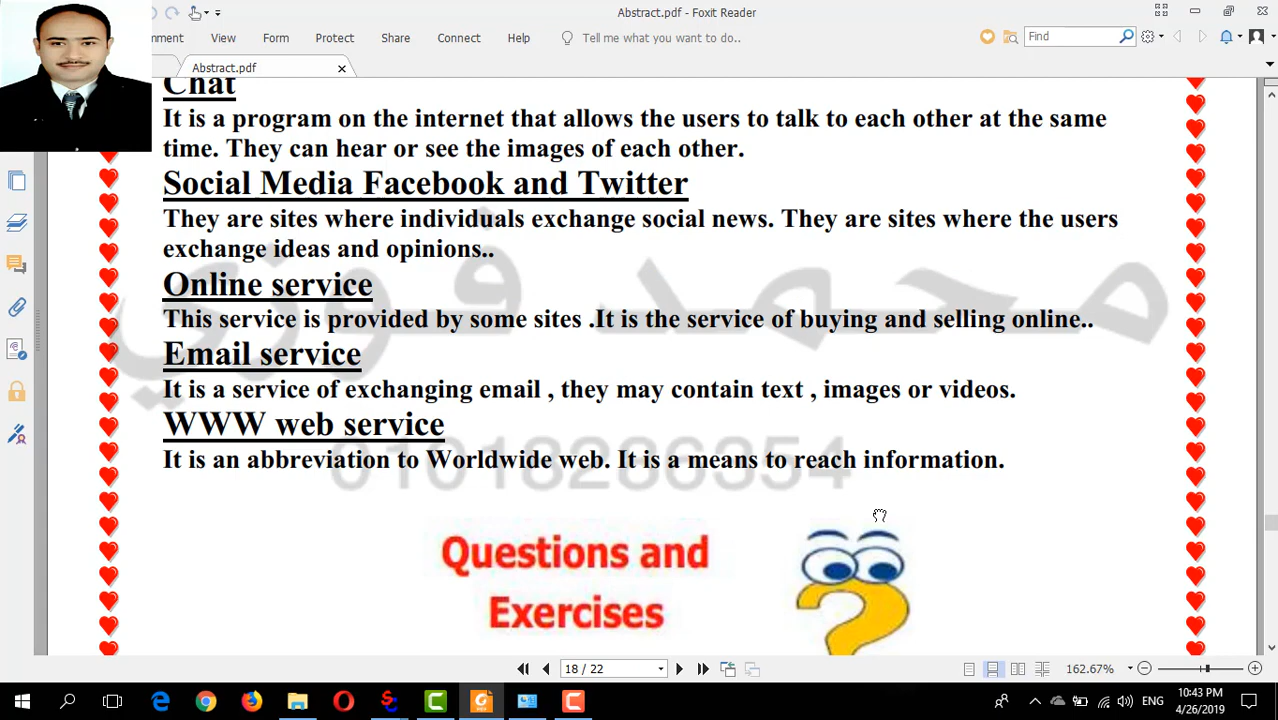 Abstract.pdf - Foxit Reader
mment View Form Protect Share Connect Help Tell me what you want to do.. Find
Abstract.pdf
Chat
It is a program on the internet that allows the users to talk to each other at the same
time. They can hear or see the images of each other.
Social Media Facebook and Twitter
They are sites where individuals exchange social news. They are sites where the users
exchange ideas and opinions..
Online service
This service is provided by some sites .It is the service of buying and selling online..
محمد فوزي
Email service
It is a service of exchanging email , they may contain text , images or videos.
WWW web service
It is an abbreviation to Worldwide web. It is a means to reach information.
01018286354
Questions and
Exercises
18 / 22
162.67%
ENG
10:43 PM
4/26/2019